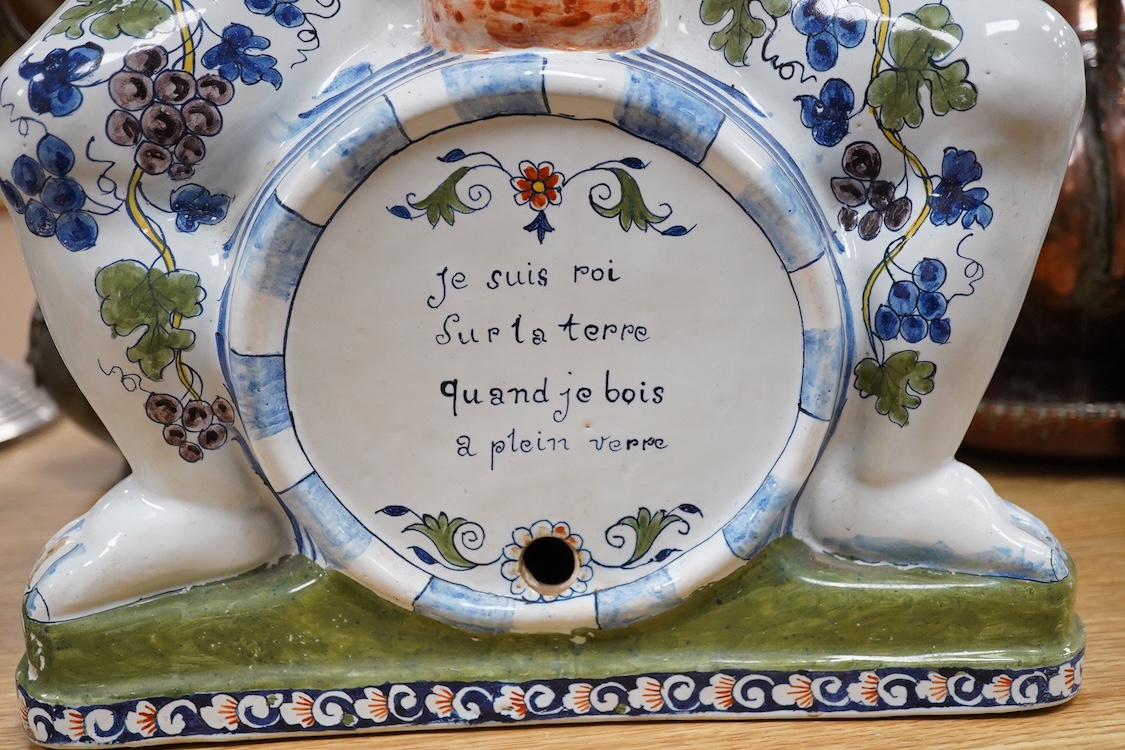 Je suis roi
Sur la terre
quand je bois
a plein verre